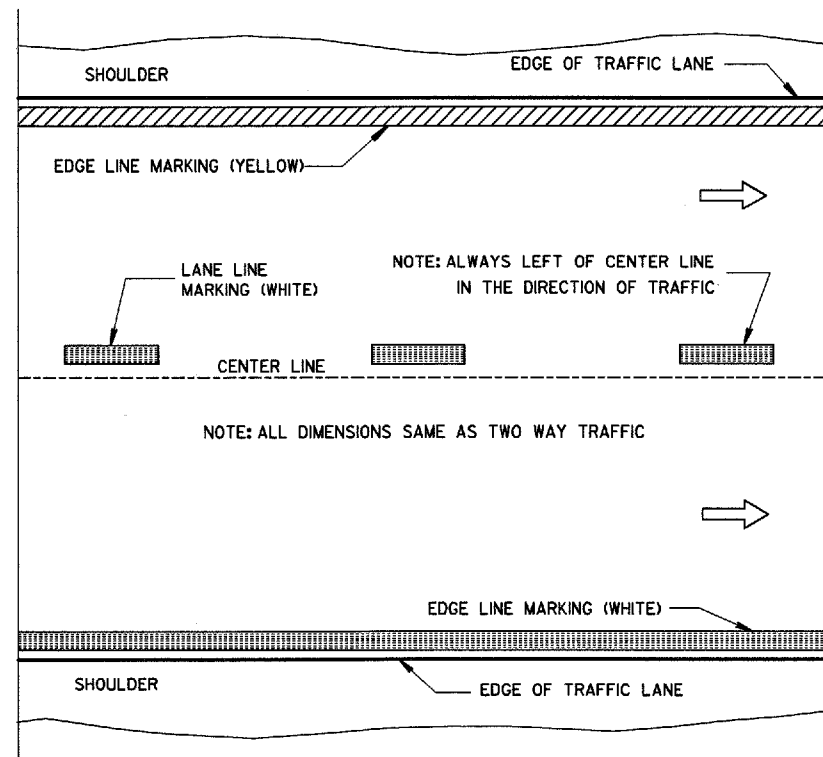 SHOULDER
EDGE OF TRAFFIC LANE
EDGE LINE MARKING (YELLOW)
LANE LINE
MARKING (WHITE)
NOTE: ALWAYS LEFT OF CENTER LINE
IN THE DIRECTION OF TRAFFIC
CENTER LINE
NOTE: ALL DIMENSIONS SAME AS TWO WAY TRAFFIC
EDGE LINE MARKING (WHITE)
SHOULDER
EDGE OF TRAFFIC LANE